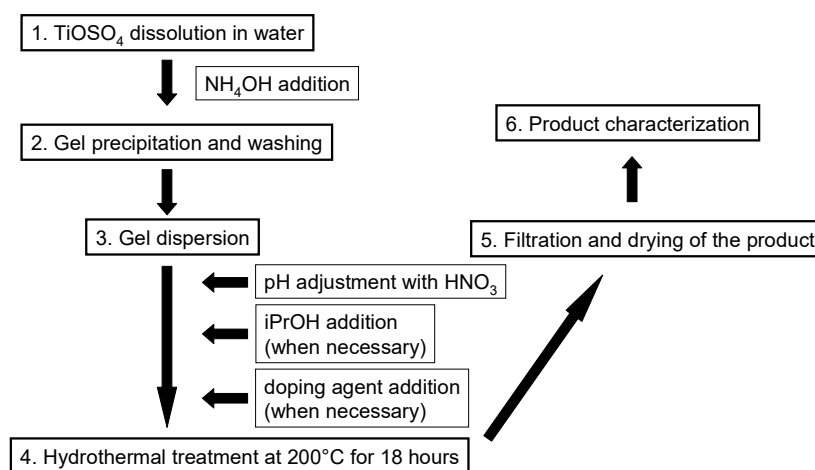 1. TiOSO₄ dissolution in water
NH₄OH addition
2. Gel precipitation and washing
3. Gel dispersion
pH adjustment with HNO₃
iPrOH addition
(when necessary)
doping agent addition
(when necessary)
4. Hydrothermal treatment at 200°C for 18 hours
5. Filtration and drying of the product
6. Product characterization